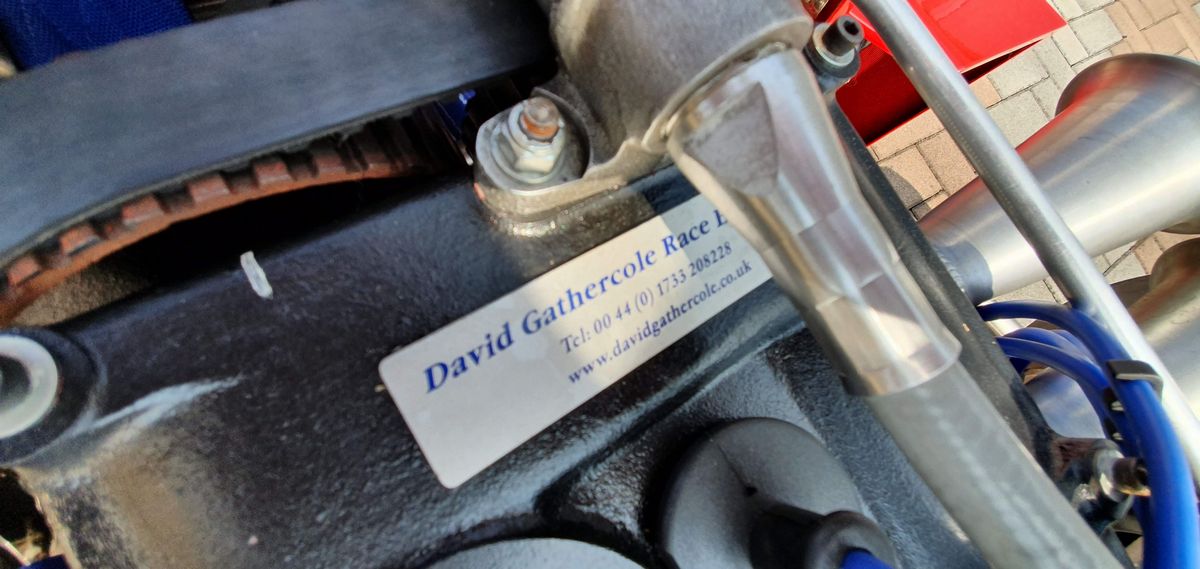 David Gathercole Race
Tel: 00 44 (0) 1733 208228
www.davidgathercole.co.uk